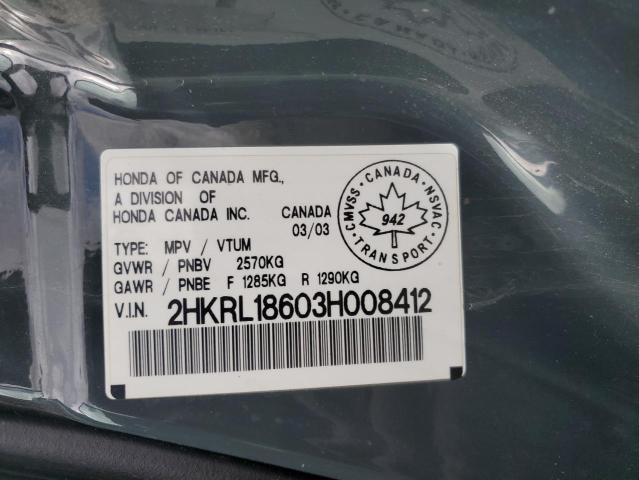 HONDA OF CANADA MFG.,
A DIVISION OF
HONDA CANADA INC. CANADA
03/03
TYPE: MPV / VTUM
GVWR / PNBV 2570KG
GAWR / PNBE F 1285KG R 1290KG
V.I.N. 2HKRL18603H008412
CMVSS · CANADA · NSVAC
942
TRANSPORT